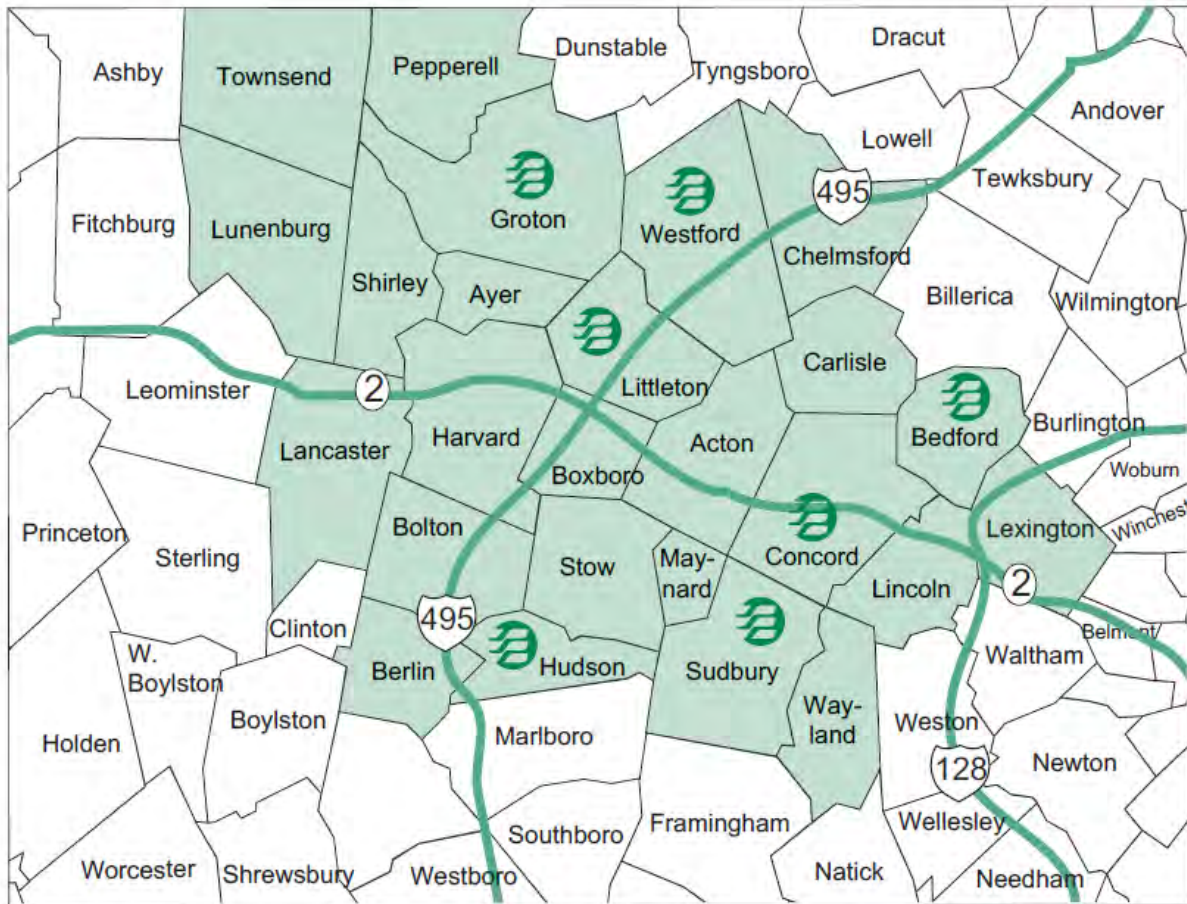 Ashby
Townsend
Pepperell
Dunstable
Tyngsboro
Dracut
Andover
Lowell
Tewksbury
495
Fitchburg
Lunenburg
Groton
Westford
Chelmsford
Shirley
Ayer
Billerica
Wilmington
Carlisle
Leominster
2
Littleton
Harvard
Acton
Bedford
Burlington
Lancaster
Boxboro
Woburn
Princeton
Sterling
Bolton
Stow
May-
nard
Concord
Lexington
Winchest
Lincoln
2
495
Clinton
Belmont
W.
Boylston
Berlin
Hudson
Sudbury
Waltham
Boylston
Way-
land
Weston
Holden
Marlboro
128
Newton
Southboro
Framingham
Wellesley
Worcester
Shrewsbury
Westboro
Natick
Needham